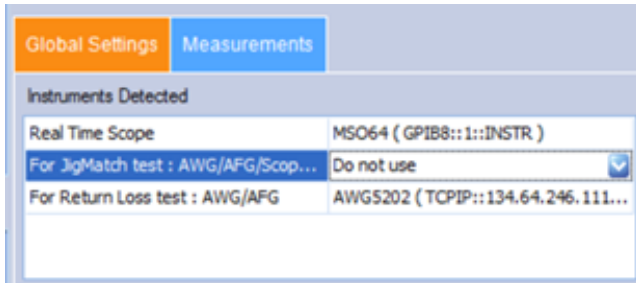 Global Settings Measurements
Instruments Detected
Real Time Scope MSO64 ( GPIB8::1::INSTR )
For JigMatch test : AWG/AFG/Scop... Do not use
For Return Loss test : AWG/AFG AWG5202 ( TCPIP::134.64.246.111...